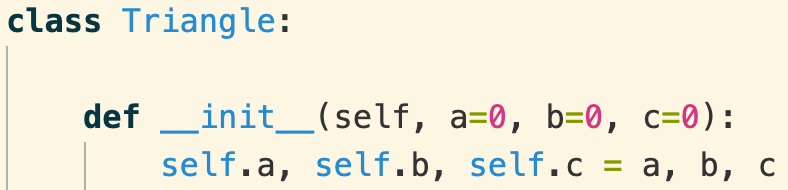 class Triangle:
    def __init__(self, a=0, b=0, c=0):
        self.a, self.b, self.c = a, b, c